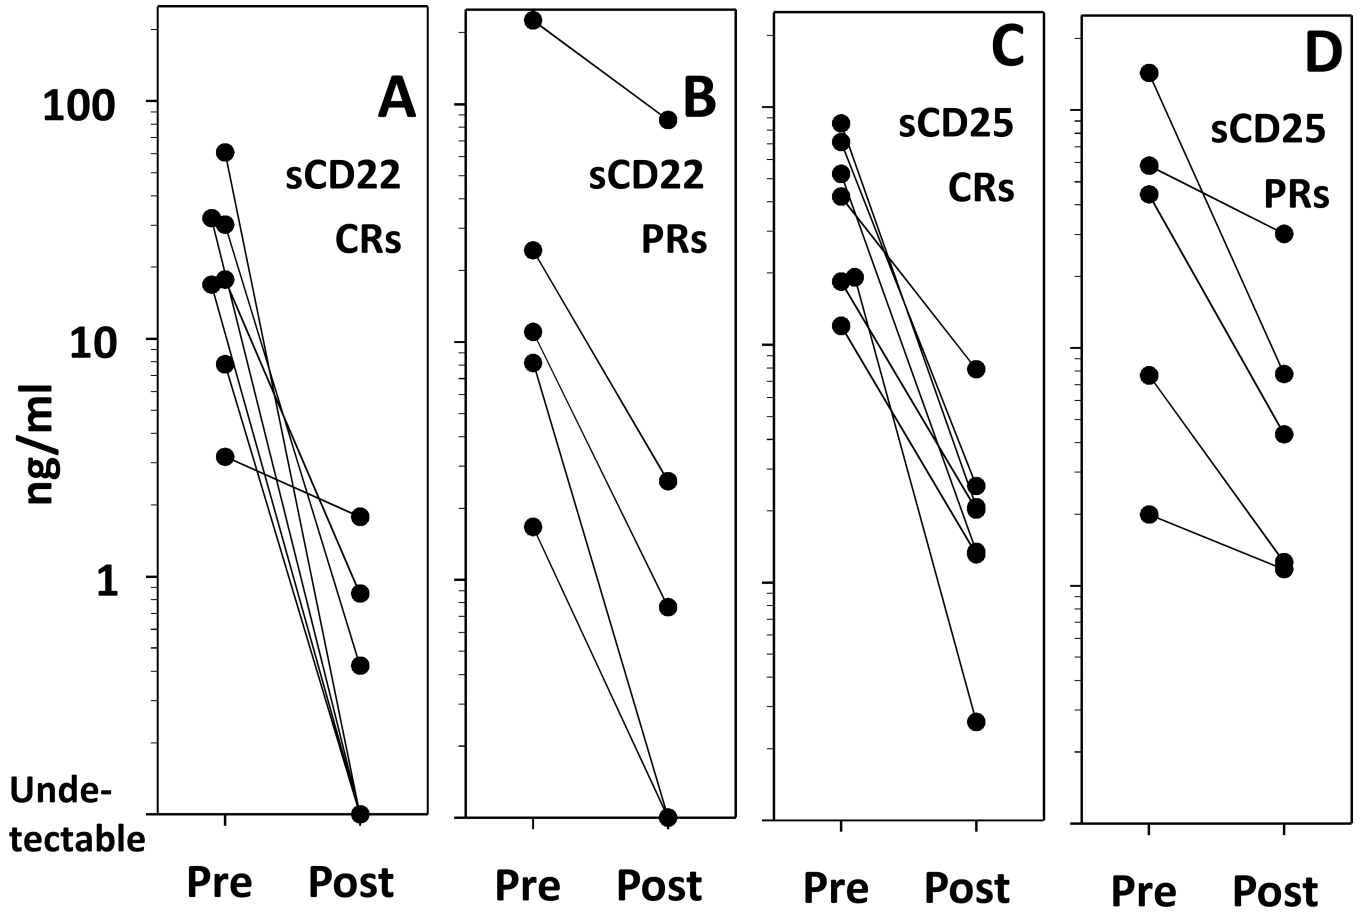 ng/ml
100
10
1
Unde-
tectable
A
sCD22
CRs
Pre Post
B
sCD22
PRs
Pre Post
C
sCD25
CRs
Pre Post
D
sCD25
PRs
Pre Post